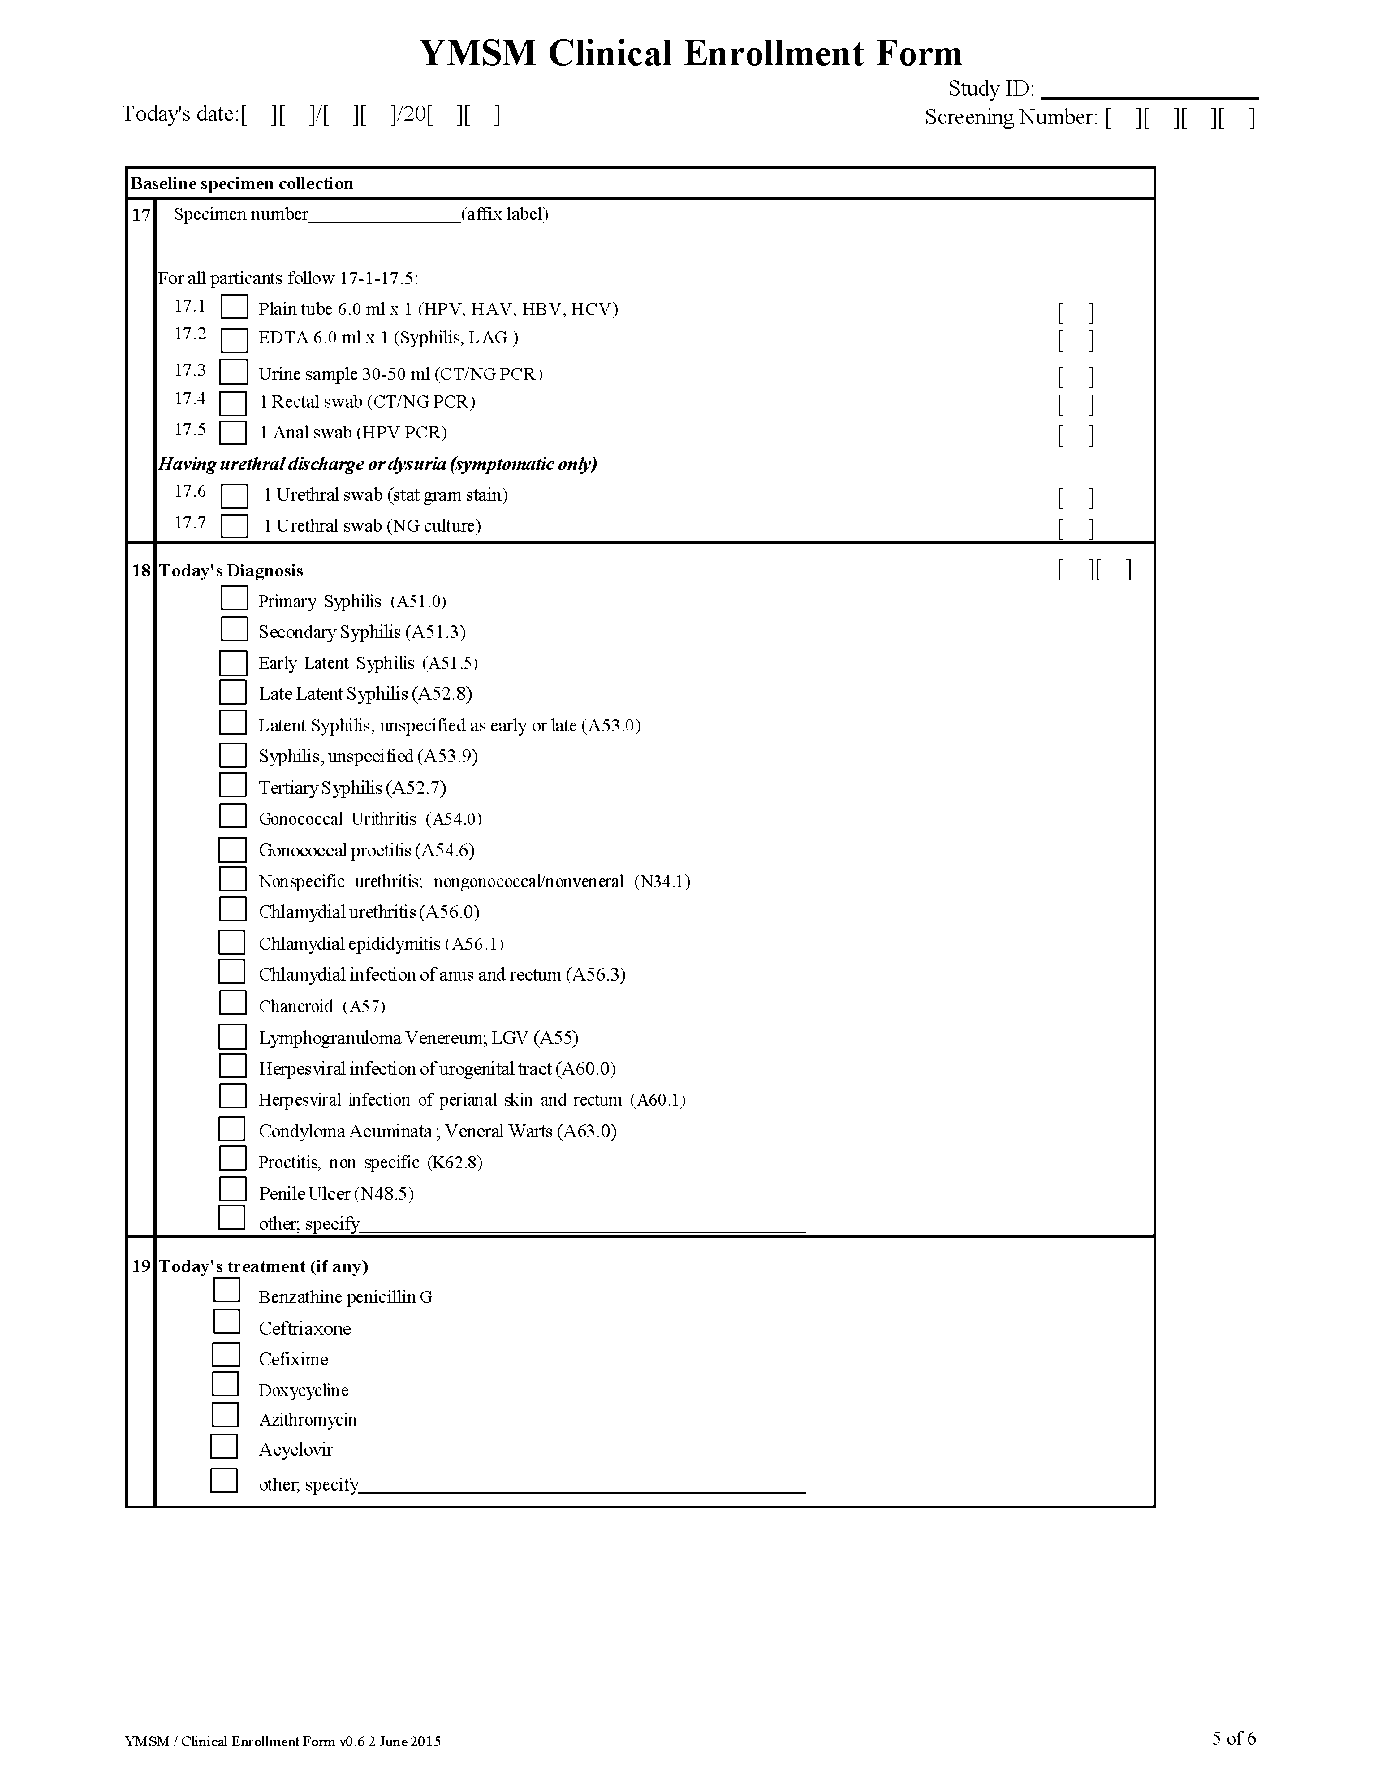 YMSM Clinical Enrollment Form
Study ID: ____________________
Today's date:[ ][ ]/[ ][ ]/20[ ][ ]
Screening Number: [ ][ ][ ][ ]
Baseline specimen collection
17 Specimen number_________________(affix label)
For all particants follow 17-1-17.5:
17.1 Plain tube 6.0 ml x 1 (HPV, HAV, HBV, HCV) [ ]
17.2 EDTA 6.0 ml x 1 (Syphilis, LAG ) [ ]
17.3 Urine sample 30-50 ml (CT/NG PCR) [ ]
17.4 1 Rectal swab (CT/NG PCR) [ ]
17.5 1 Anal swab (HPV PCR) [ ]
Having urethral discharge or dysuria (symptomatic only)
17.6 1 Urethral swab (stat gram stain) [ ]
17.7 1 Urethral swab (NG culture) [ ]
18 Today's Diagnosis [ ][ ]
Primary Syphilis (A51.0)
Secondary Syphilis (A51.3)
Early Latent Syphilis (A51.5)
Late Latent Syphilis (A52.8)
Latent Syphilis, unspecified as early or late (A53.0)
Syphilis, unspecified (A53.9)
Tertiary Syphilis (A52.7)
Gonococcal Urithritis (A54.0)
Gonococcal proctitis (A54.6)
Nonspecific urethritis; nongonococcal/nonveneral (N34.1)
Chlamydial urethritis (A56.0)
Chlamydial epididymitis (A56.1)
Chlamydial infection of anus and rectum (A56.3)
Chancroid (A57)
Lymphogranuloma Venereum; LGV (A55)
Herpesviral infection of urogenital tract (A60.0)
Herpesviral infection of perianal skin and rectum (A60.1)
Condyloma Acuminata ; Veneral Warts (A63.0)
Proctitis, non specific (K62.8)
Penile Ulcer (N48.5)
other; specify__________________________________________________
19 Today's treatment (if any)
Benzathine penicillin G
Ceftriaxone
Cefixime
Doxycycline
Azithromycin
Acyclovir
other; specify__________________________________________________
YMSM / Clinical Enrollment Form v0.6 2 June 2015
5 of 6